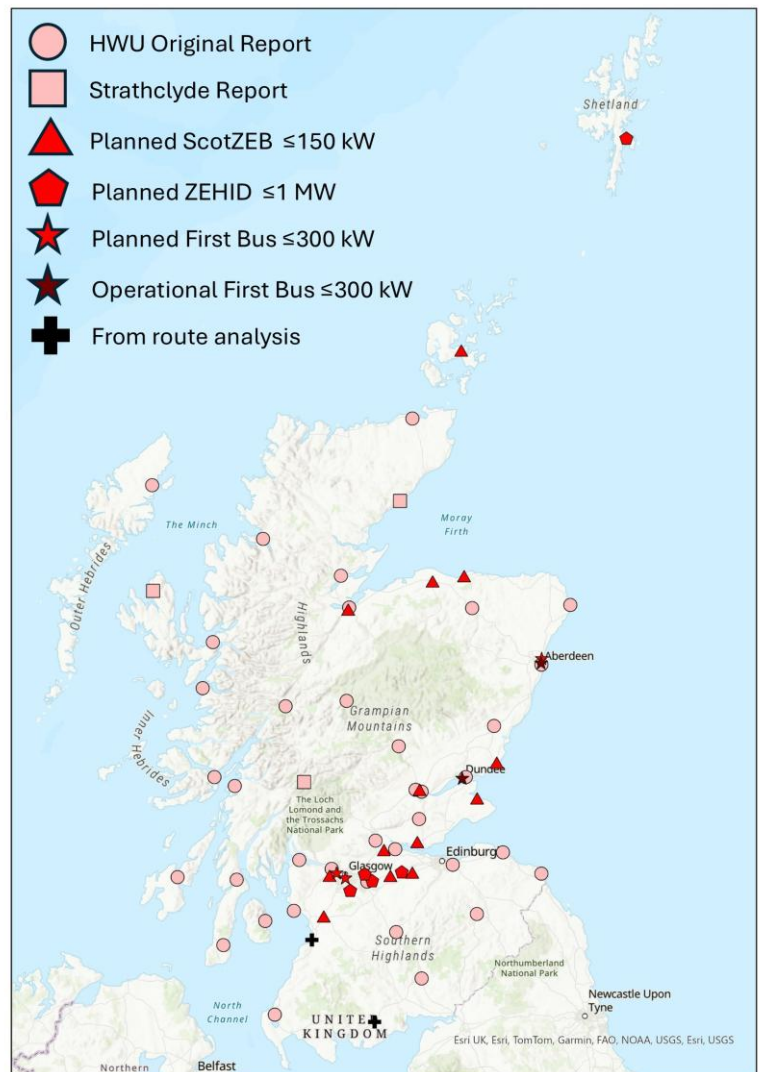 HWU Original Report
Strathclyde Report
Planned ScotZEB ≤150 kW
Planned ZEHID ≤1 MW
Planned First Bus ≤300 kW
Operational First Bus ≤300 kW
From route analysis
Shetland
The Minch
Moray
Firth
Outer Hebrides
Highlands
Aberdeen
Grampian
Mountains
Inner Hebrides
Dundee
The Loch
Lomond and
the Trossachs
National Park
Edinburgh
Glasgow
Southern
Highlands
Northumberland
National Park
North
Channel
Newcastle Upon
Tyne
UNITED
KINGDOM
Esri UK, Esri, TomTom, Garmin, FAO, NOAA, USGS, Esri, USGS
Northern
Belfast